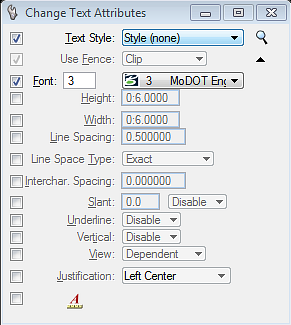 Change Text Attributes
Text Style: Style (none)
Use Fence: Clip
Font: 3 3 MoDOT Eng
Height: 0:6.0000
Width: 0:6.0000
Line Spacing: 0.500000
Line Space Type: Exact
Interchar. Spacing: 0.000000
Slant: 0.0 Disable
Underline: Disable
Vertical: Disable
View: Dependent
Justification: Left Center
A